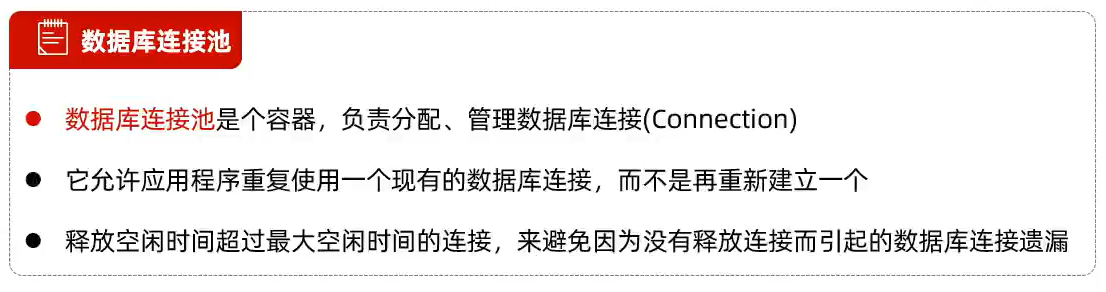 数据库连接池
数据库连接池是个容器，负责分配、管理数据库连接(Connection)
它允许应用程序重复使用一个现有的数据库连接，而不是再重新建立一个
释放空闲时间超过最大空闲时间的连接，来避免因为没有释放连接而引起的数据库连接遗漏